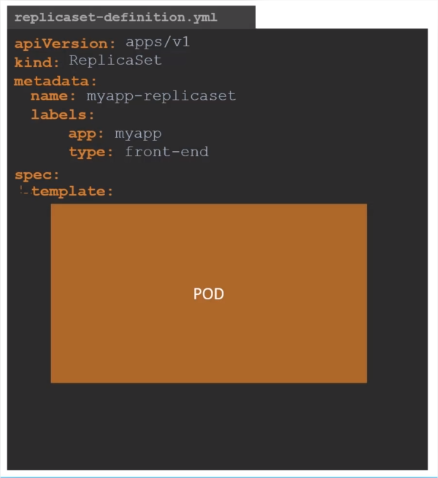 replicaset-definition.yml
apiVersion: apps/v1
kind: ReplicaSet
metadata:
name: myapp-replicaset
labels:
app: myapp
type: front-end
spec:
template:
POD